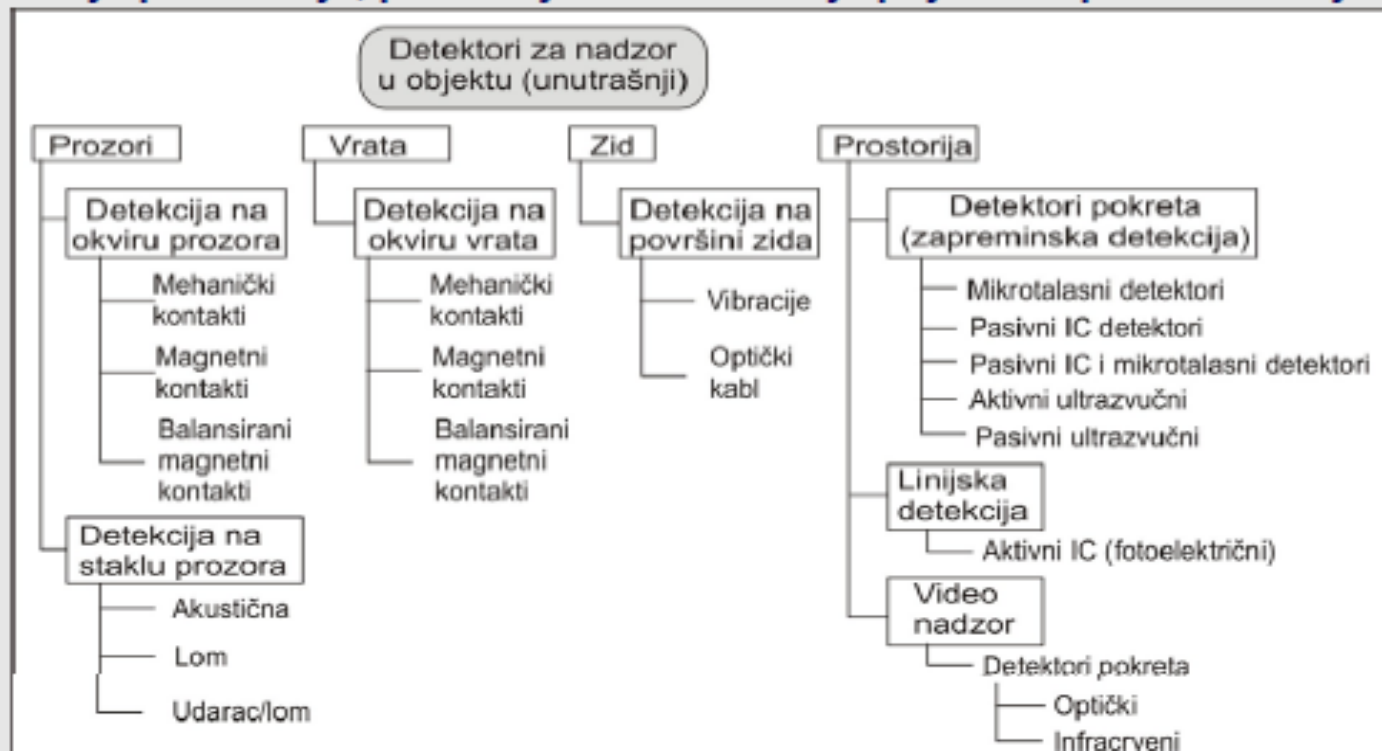 Detektori za nadzor
u objektu (unutrašnji)
Prozori
Detekcija na
okviru prozora
Mehanički
kontakti
Magnetni
kontakti
Balansirani
magnetni
kontakti
Detekcija na
staklu prozora
Akustična
Lom
Udarac/lom
Vrata
Detekcija na
okviru vrata
Mehanički
kontakti
Magnetni
kontakti
Balansirani
magnetni
kontakti
Zid
Detekcija na
površini zida
Vibracije
Optički
kabl
Prostorija
Detektori pokreta
(zapreminska detekcija)
Mikrotalasni detektori
Pasivni IC detektori
Pasivni IC i mikrotalasni detektori
Aktivni ultrazvučni
Pasivni ultrazvučni
Linijska
detekcija
Aktivni IC (fotoelektrični)
Video
nadzor
Detektori pokreta
Optički
Infracrveni